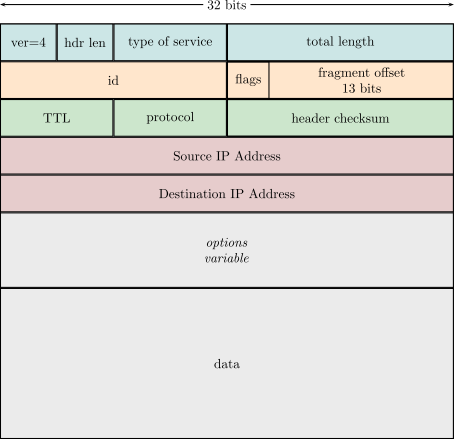 32 bits
ver=4 hdr len type of service total length
id flags fragment offset
13 bits
TTL protocol header checksum
Source IP Address
Destination IP Address
options
variable
data